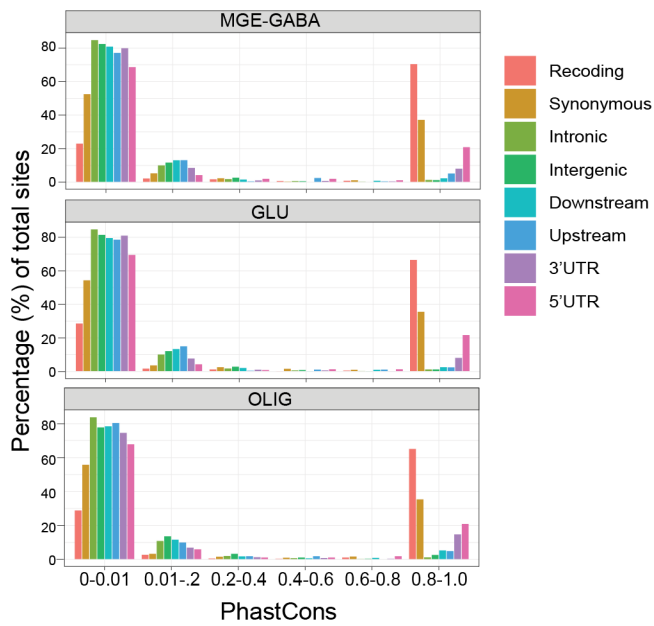 MGE-GABA
80
60
40
20
0
GLU
80
60
40
20
0
OLIG
80
60
40
20
0
0-0.01 0.01-.2 0.2-0.4 0.4-0.6 0.6-0.8 0.8-1.0
PhastCons
Percentage (%) of total sites
Recoding
Synonymous
Intronic
Intergenic
Downstream
Upstream
3'UTR
5'UTR